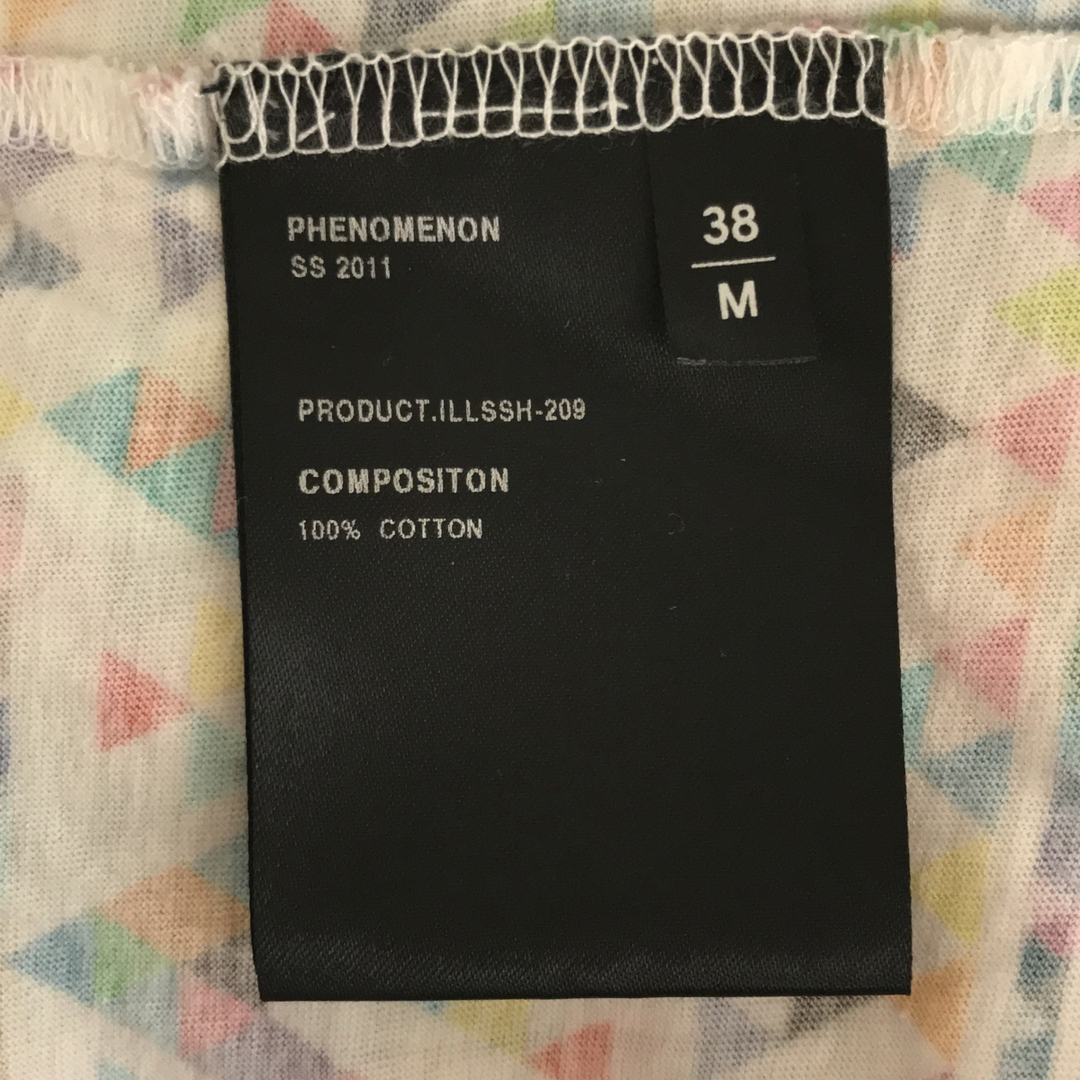 PHENOMENON
SS 2011
38
M
PRODUCT.ILLSSH-209
COMPOSITON
100% COTTON